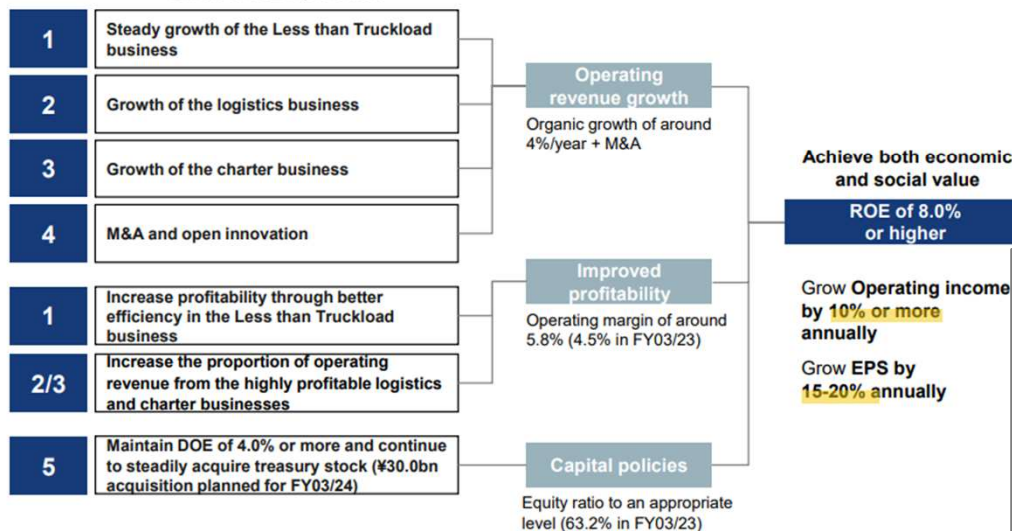 1
Steady growth of the Less than Truckload
business
2
Growth of the logistics business
3
Growth of the charter business
4
M&A and open innovation
Operating
revenue growth
Organic growth of around
4%/year + M&A
1
Increase profitability through better
efficiency in the Less than Truckload
business
2/3
Increase the proportion of operating
revenue from the highly profitable logistics
and charter businesses
Improved
profitability
Operating margin of around
5.8% (4.5% in FY03/23)
5
Maintain DOE of 4.0% or more and continue
to steadily acquire treasury stock (¥30.0bn
acquisition planned for FY03/24)
Capital policies
Equity ratio to an appropriate
level (63.2% in FY03/23)
Achieve both economic
and social value
ROE of 8.0%
or higher
Grow Operating income
by 10% or more
annually
Grow EPS by
15-20% annually